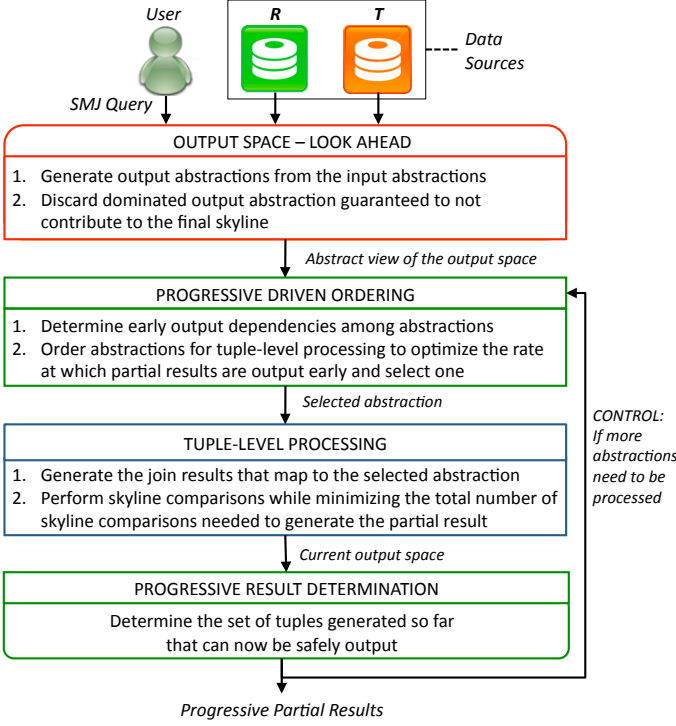 User
R
T
Data
Sources
SMJ Query
OUTPUT SPACE – LOOK AHEAD
1. Generate output abstractions from the input abstractions
2. Discard dominated output abstraction guaranteed to not
contribute to the final skyline
Abstract view of the output space
PROGRESSIVE DRIVEN ORDERING
1. Determine early output dependencies among abstractions
2. Order abstractions for tuple-level processing to optimize the rate
at which partial results are output early and select one
Selected abstraction
CONTROL:
If more
abstractions
need to be
processed
TUPLE-LEVEL PROCESSING
1. Generate the join results that map to the selected abstraction
2. Perform skyline comparisons while minimizing the total number of
skyline comparisons needed to generate the partial result
Current output space
PROGRESSIVE RESULT DETERMINATION
Determine the set of tuples generated so far
that can now be safely output
Progressive Partial Results